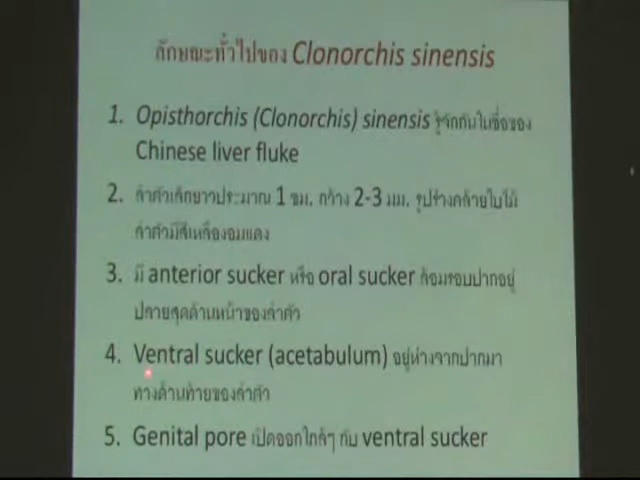 ลักษณะทั่วไปของ Clonorchis sinensis
1. Opisthorchis (Clonorchis) sinensis รู้จักกันในชื่อของ
Chinese liver fluke
2. ลำตัวเล็กยาวประมาณ 1 ซม. กว้าง 2-3 มม. รูปร่างคล้ายใบไม้
ลำตัวมีสีเหลืองอมแดง
3. มี anterior sucker หรือ oral sucker ล้อมรอบปากอยู่
ปลายสุดด้านหน้าของลำตัว
4. Ventral sucker (acetabulum) อยู่ห่างจากปากมา
ทางด้านท้ายของลำตัว
5. Genital pore เปิดออกใกล้ๆ กับ ventral sucker